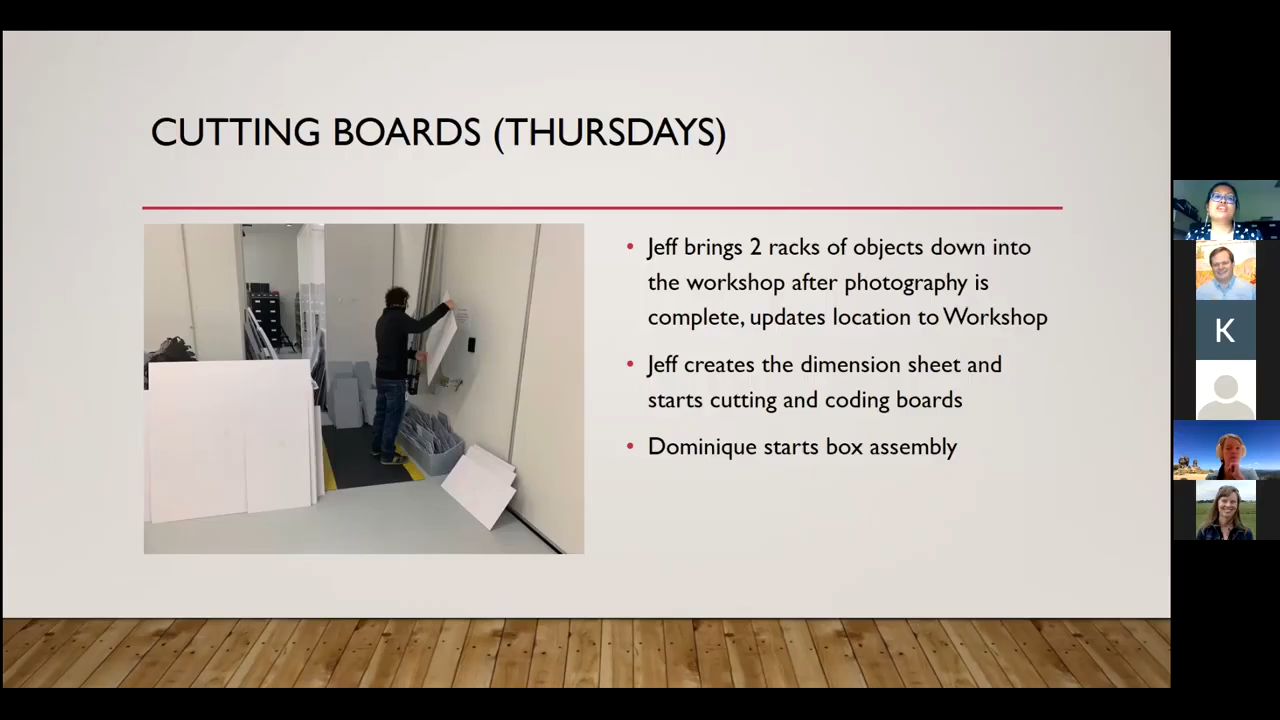 CUTTING BOARDS (THURSDAYS)
• Jeff brings 2 racks of objects down into
the workshop after photography is
complete, updates location to Workshop
• Jeff creates the dimension sheet and
starts cutting and coding boards
• Dominique starts box assembly
K